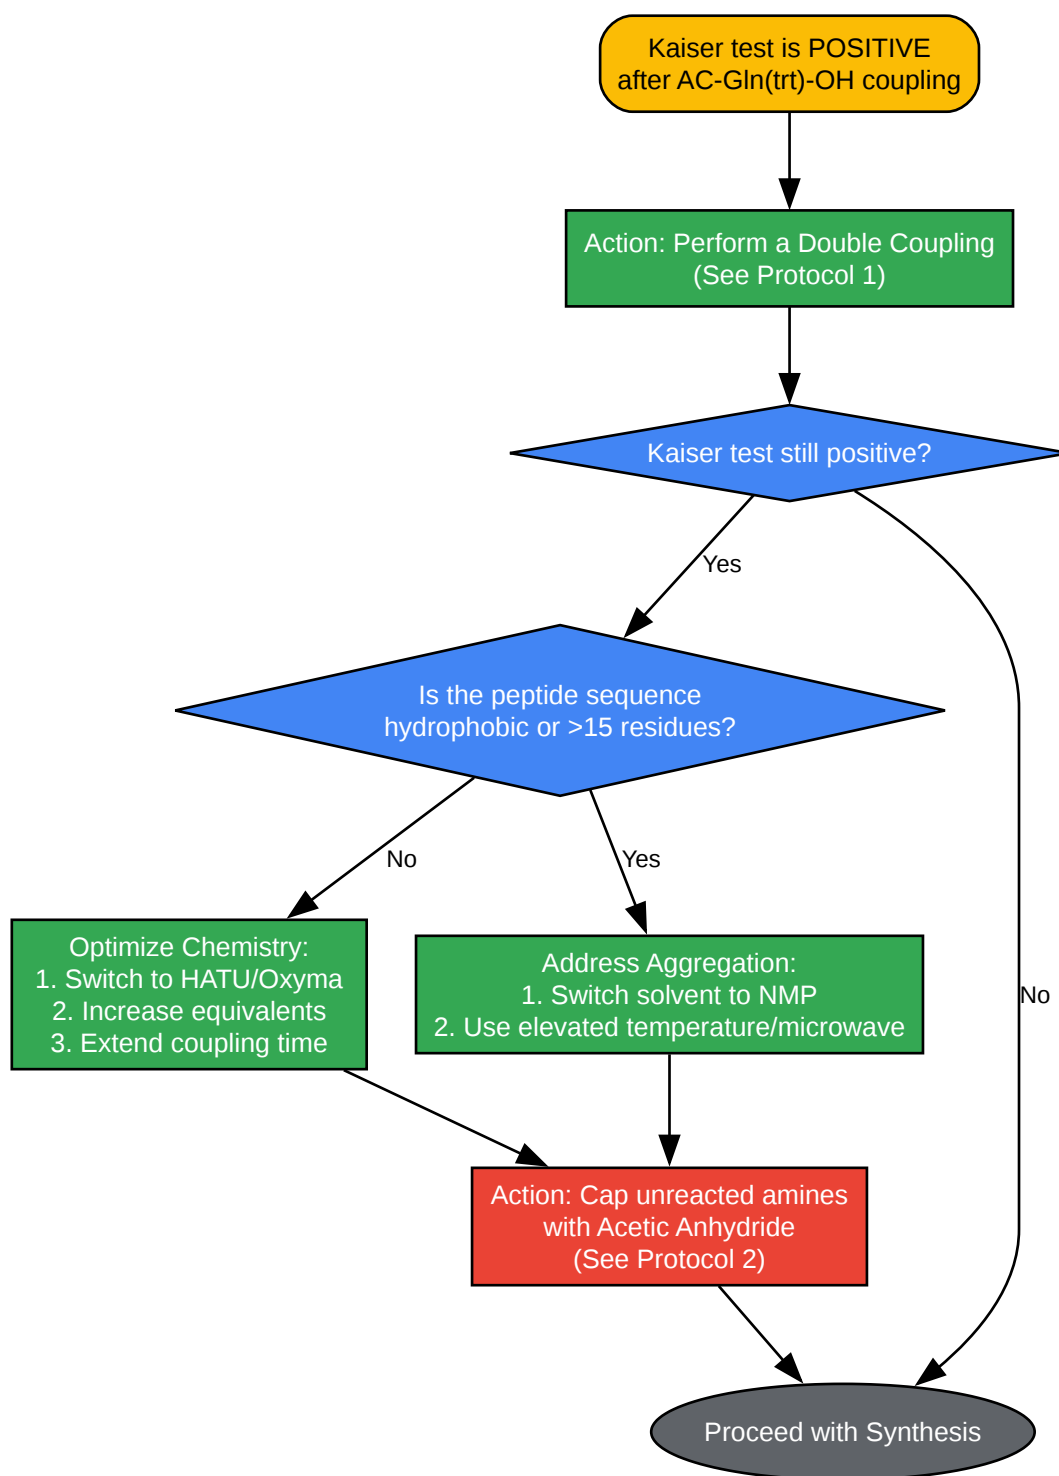 Kaiser test is POSITIVE
after AC-Gln(trt)-OH coupling
Action: Perform a Double Coupling
(See Protocol 1)
Kaiser test still positive?
Yes
Is the peptide sequence
hydrophobic or >15 residues?
No
Yes
Optimize Chemistry:
1. Switch to HATU/Oxyma
2. Increase equivalents
3. Extend coupling time
Address Aggregation:
1. Switch solvent to NMP
2. Use elevated temperature/microwave
No
Action: Cap unreacted amines
with Acetic Anhydride
(See Protocol 2)
Proceed with Synthesis